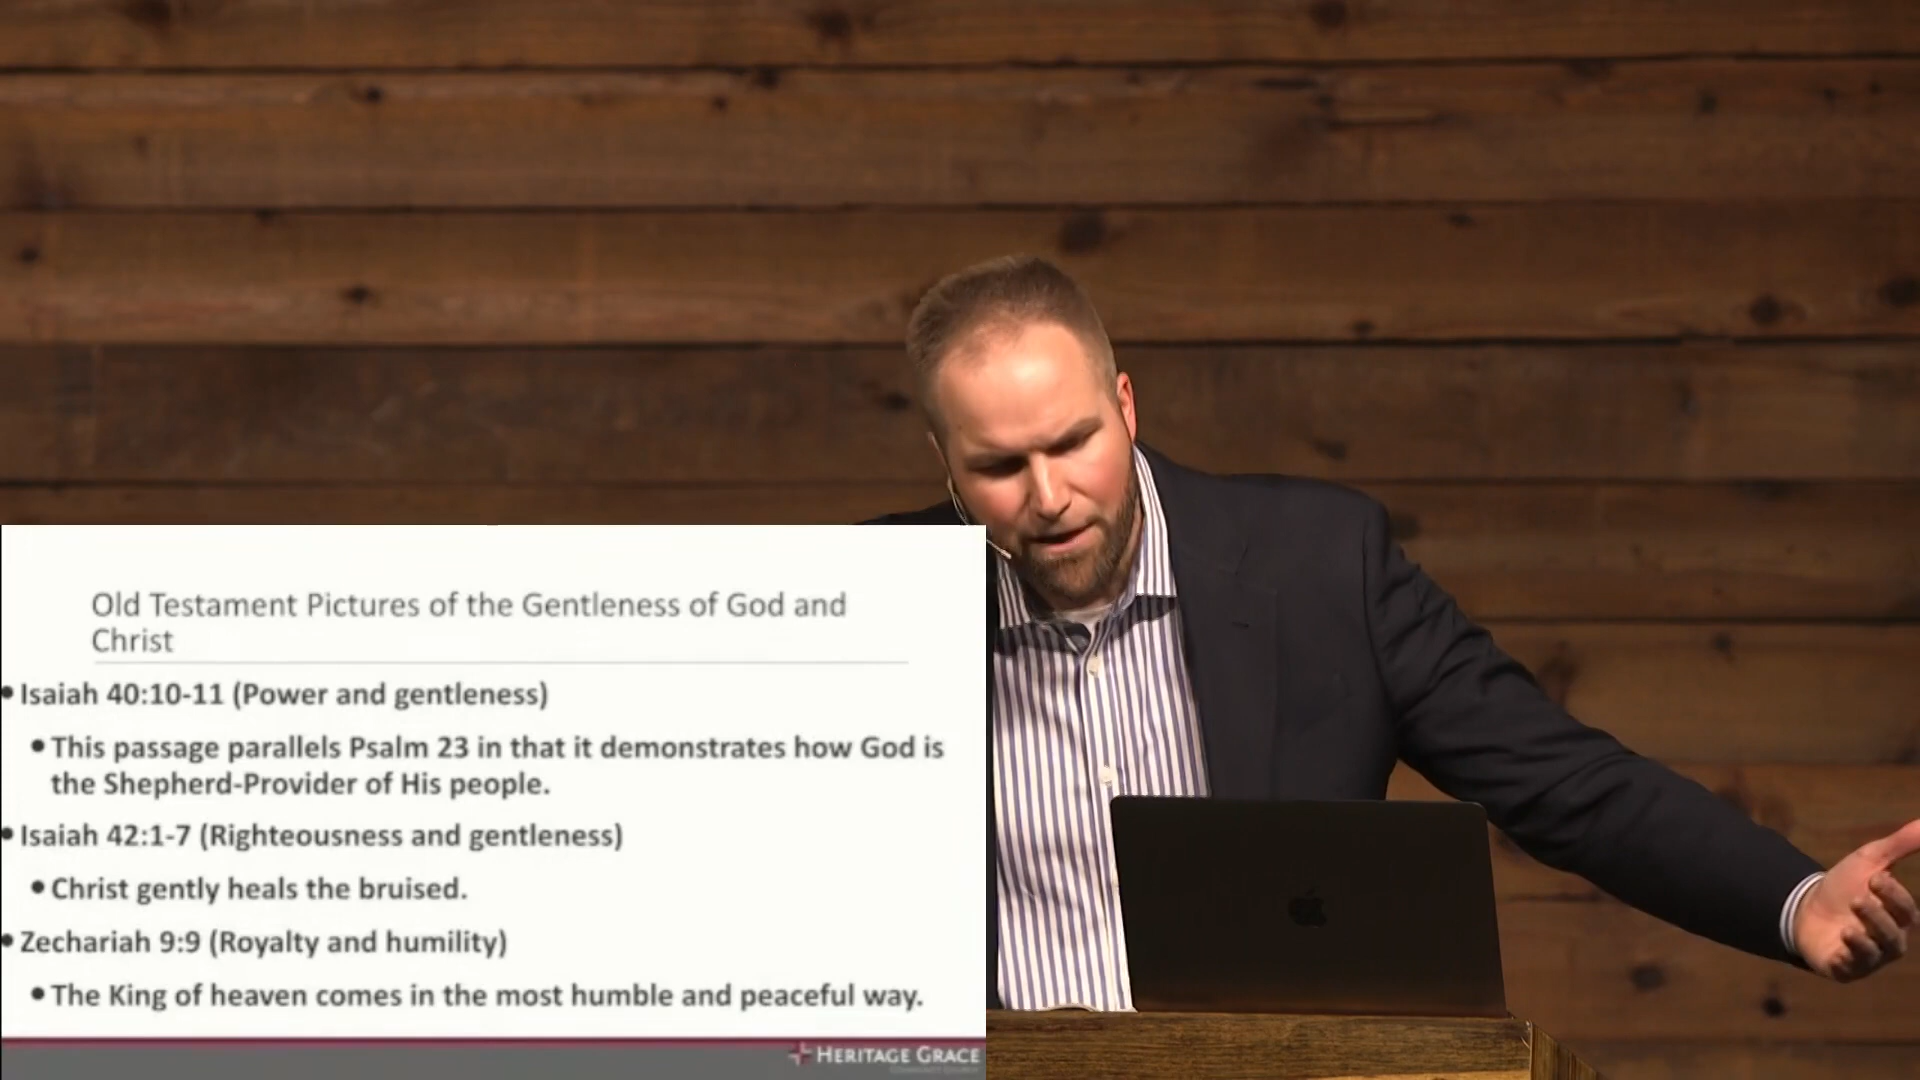 Old Testament Pictures of the Gentleness of God and
Christ
• Isaiah 40:10-11 (Power and gentleness)
• This passage parallels Psalm 23 in that it demonstrates how God is
the Shepherd-Provider of His people.
• Isaiah 42:1-7 (Righteousness and gentleness)
• Christ gently heals the bruised.
• Zechariah 9:9 (Royalty and humility)
• The King of heaven comes in the most humble and peaceful way.
HERITAGE GRACE
COMMUNITY CHURCH